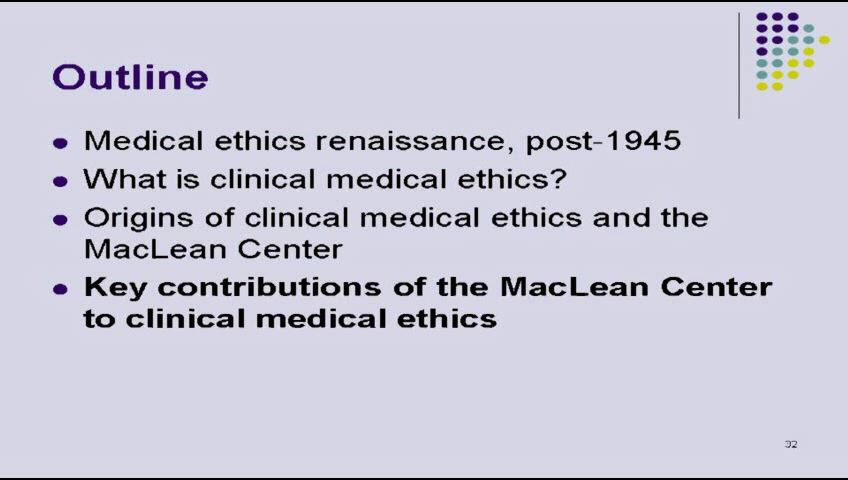 Outline
Medical ethics renaissance, post-1945
What is clinical medical ethics?
Origins of clinical medical ethics and the
MacLean Center
Key contributions of the MacLean Center
to clinical medical ethics
32